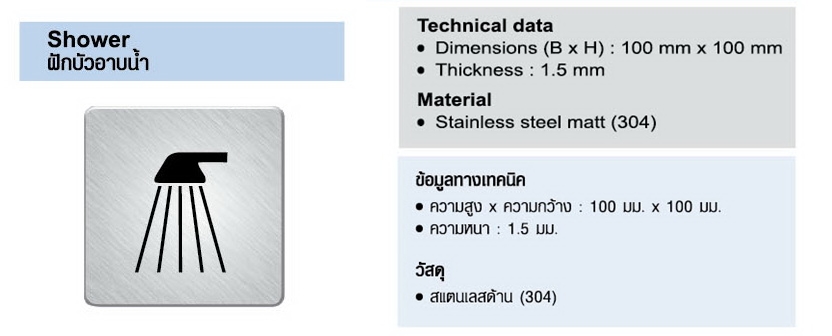 Shower
ฝักบัวอาบน้ำ
Technical data
• Dimensions (B x H) : 100 mm x 100 mm
• Thickness : 1.5 mm
Material
• Stainless steel matt (304)
ข้อมูลทางเทคนิค
• ความสูง x ความกว้าง : 100 มม. x 100 มม.
• ความหนา : 1.5 มม.
วัสดุ
• สแตนเลสด้าน (304)